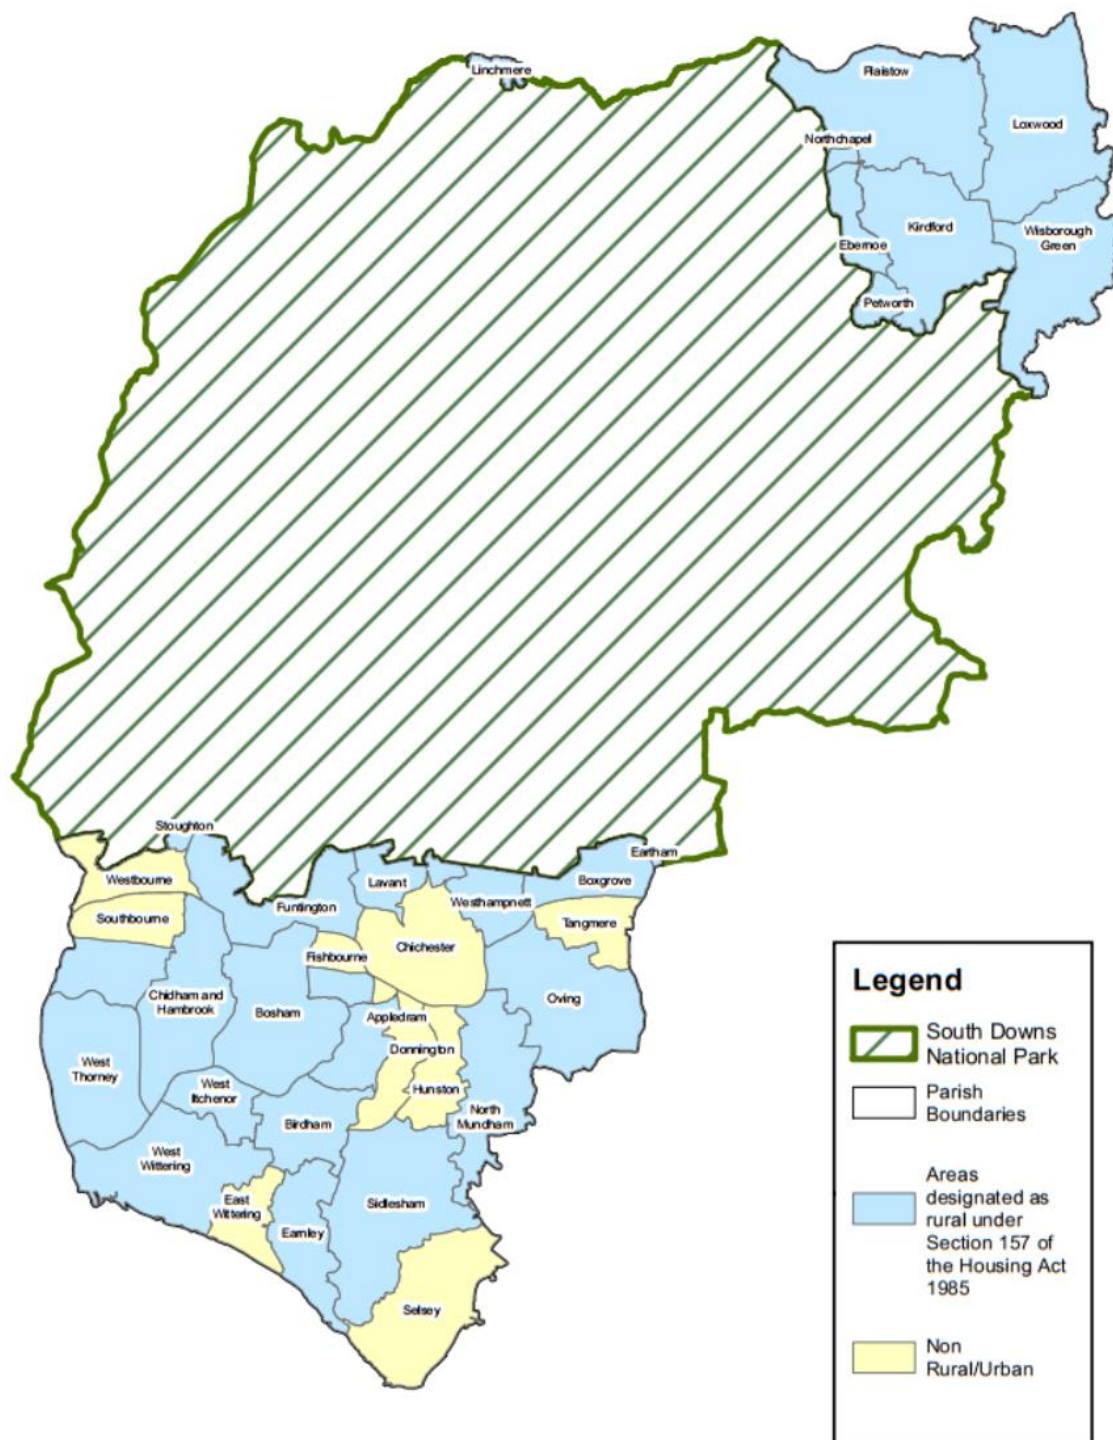 Linchmere
Plaistow
Loxwood
Northchapel
Kirdford
Wisborough
Green
Ebernoe
Petworth
Stoughton
Eartham
Westbourne
Lavant
Boxgrove
Funtington
Westhampnett
Southbourne
Tangmere
Chichester
Fishbourne
Chidham and
Hambrook
Oving
Bosham
Appledram
Donnington
West
Thorney
West
Itchenor
Hunston
Birdham
North
Mundham
West
Wittering
East
Wittering
Sidlesham
Earnley
Selsey
Legend
South Downs
National Park
Parish
Boundaries
Areas
designated as
rural under
Section 157 of
the Housing Act
1985
Non
Rural/Urban